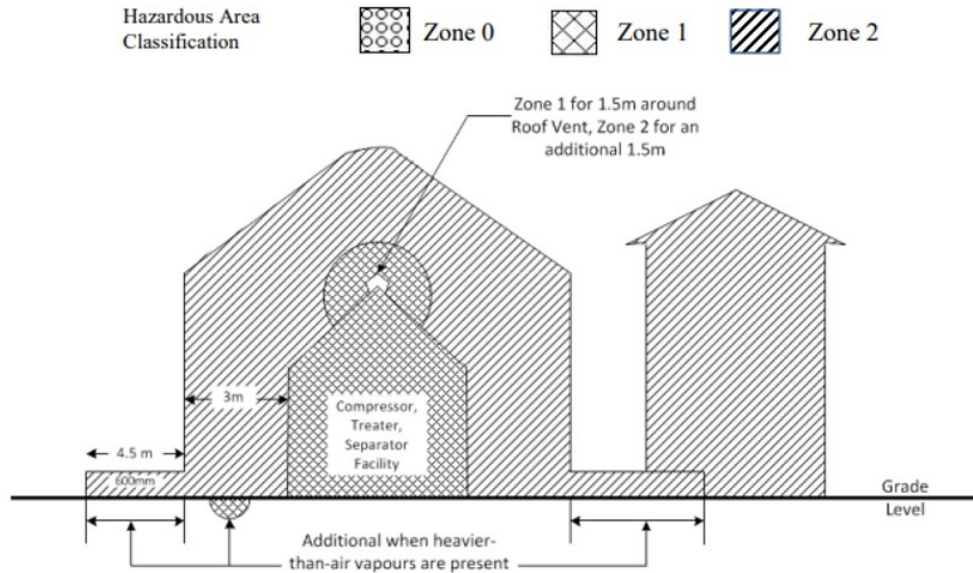 Hazardous Area
Classification
Zone 0
Zone 1
Zone 2
Zone 1 for 1.5m around
Roof Vent, Zone 2 for an
additional 1.5m
3m
Compressor,
Treater,
Separator
Facility
4.5 m
600mm
Grade
Level
Additional when heavier-
than-air vapours are present